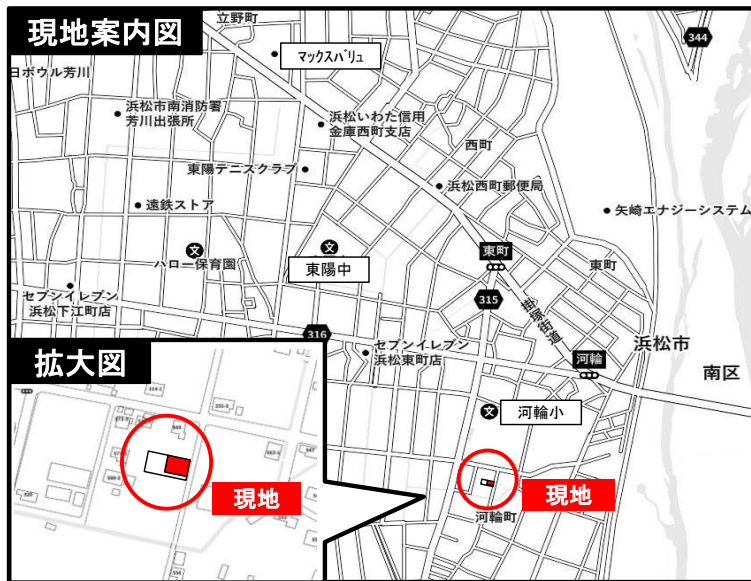 現地案内図
立野町
マックスバリュ
344
日ボウル芳川
浜松市南消防署
芳川出張所
浜松いわた信用
金庫西町支店
西町
東陽テニスクラブ
浜松西町郵便局
遠鉄ストア
矢崎エナジーシステム
文
ハロー保育園
文
東陽中
東町
東町
セブンイレブン
浜松下江町店
315
掛塚街道
316
セブンイレブン
浜松東町店
河輪
浜松市
南区
拡大図
文
河輪小
現地
現地
河輪町